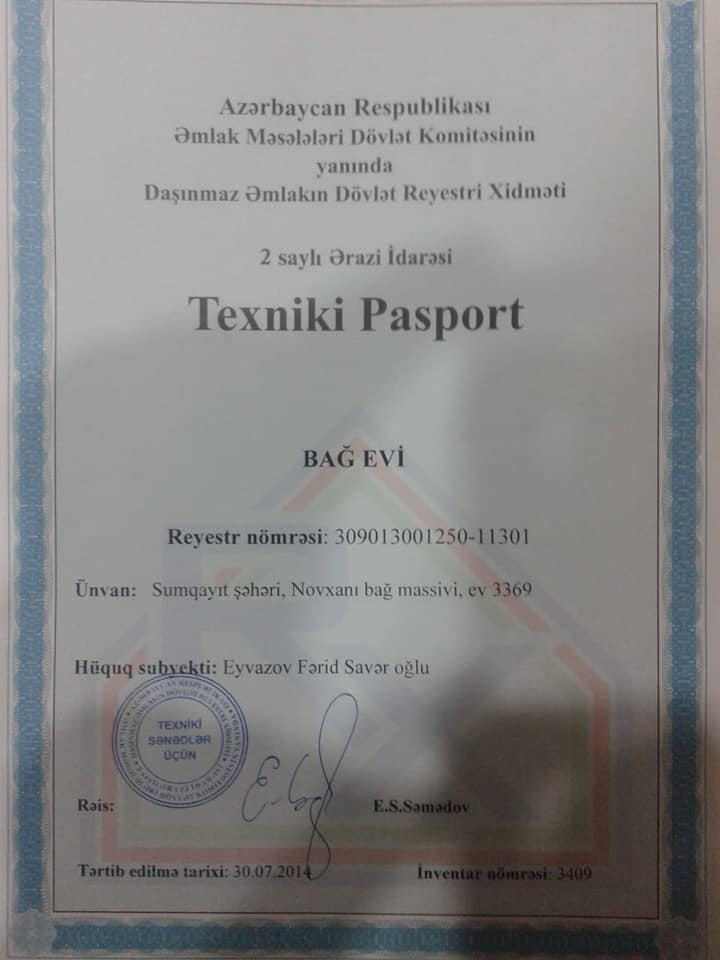 Azərbaycan Respublikası
Əmlak Məsələləri Dövlət Komitəsinin
yanında
Daşınmaz Əmlakın Dövlət Reyestri Xidməti
2 saylı Ərazi İdarəsi
Texniki Pasport
BAĞ EVİ
Reyestr nömrəsi: 309013001250-11301
Ünvan: Sumqayıt şəhəri, Novxanı bağ massivi, ev 3369
Hüquq subyekti: Eyvazov Fərid Savər oğlu
TEXNİKİ
SƏNƏDLƏR
ÜÇÜN
Rəis: E.S.Səmədov
Tərtib edilmə tarixi: 30.07.2014 İnventar nömrəsi: 3409